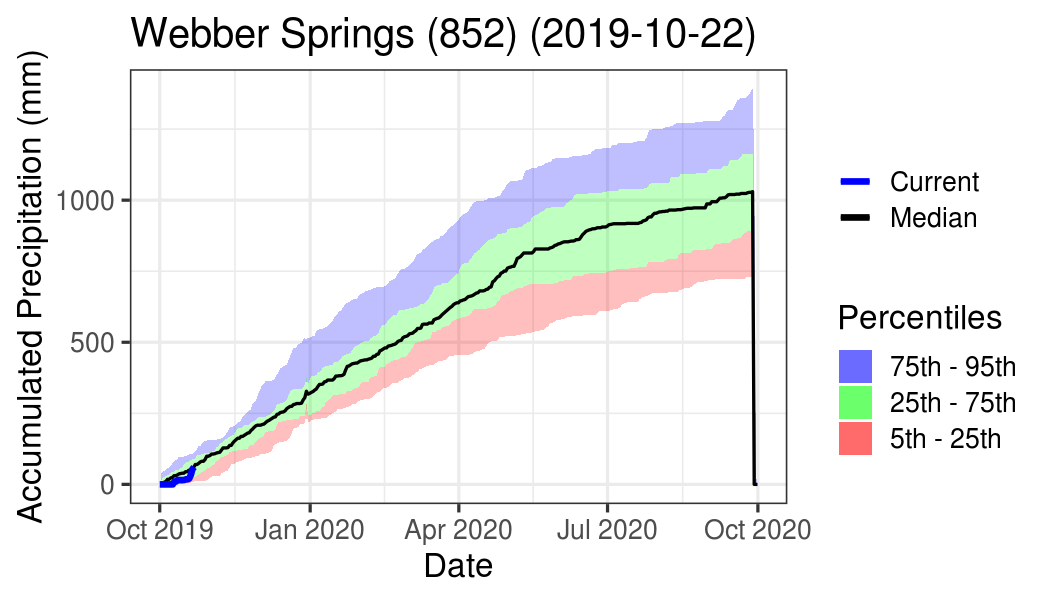 Webber Springs (852) (2019-10-22)
Accumulated Precipitation (mm)
1000
500
0
Oct 2019 Jan 2020 Apr 2020 Jul 2020 Oct 2020
Date
Current
Median
Percentiles
75th - 95th
25th - 75th
5th - 25th